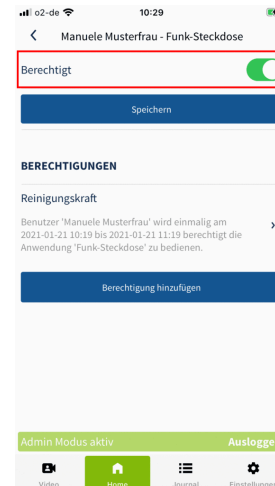 o2-de 10:29
Manuele Musterfrau - Funk-Steckdose
Berechtigt
Speichern
BERECHTIGUNGEN
Reinigungskraft
Benutzer 'Manuele Musterfrau' wird einmalig am
2021-01-21 10:19 bis 2021-01-21 11:19 berechtigt die
Anwendung 'Funk-Steckdose' zu bedienen.
Berechtigung hinzufügen
Admin Modus aktiv Auslogge
Video Home Journal Einstellunge